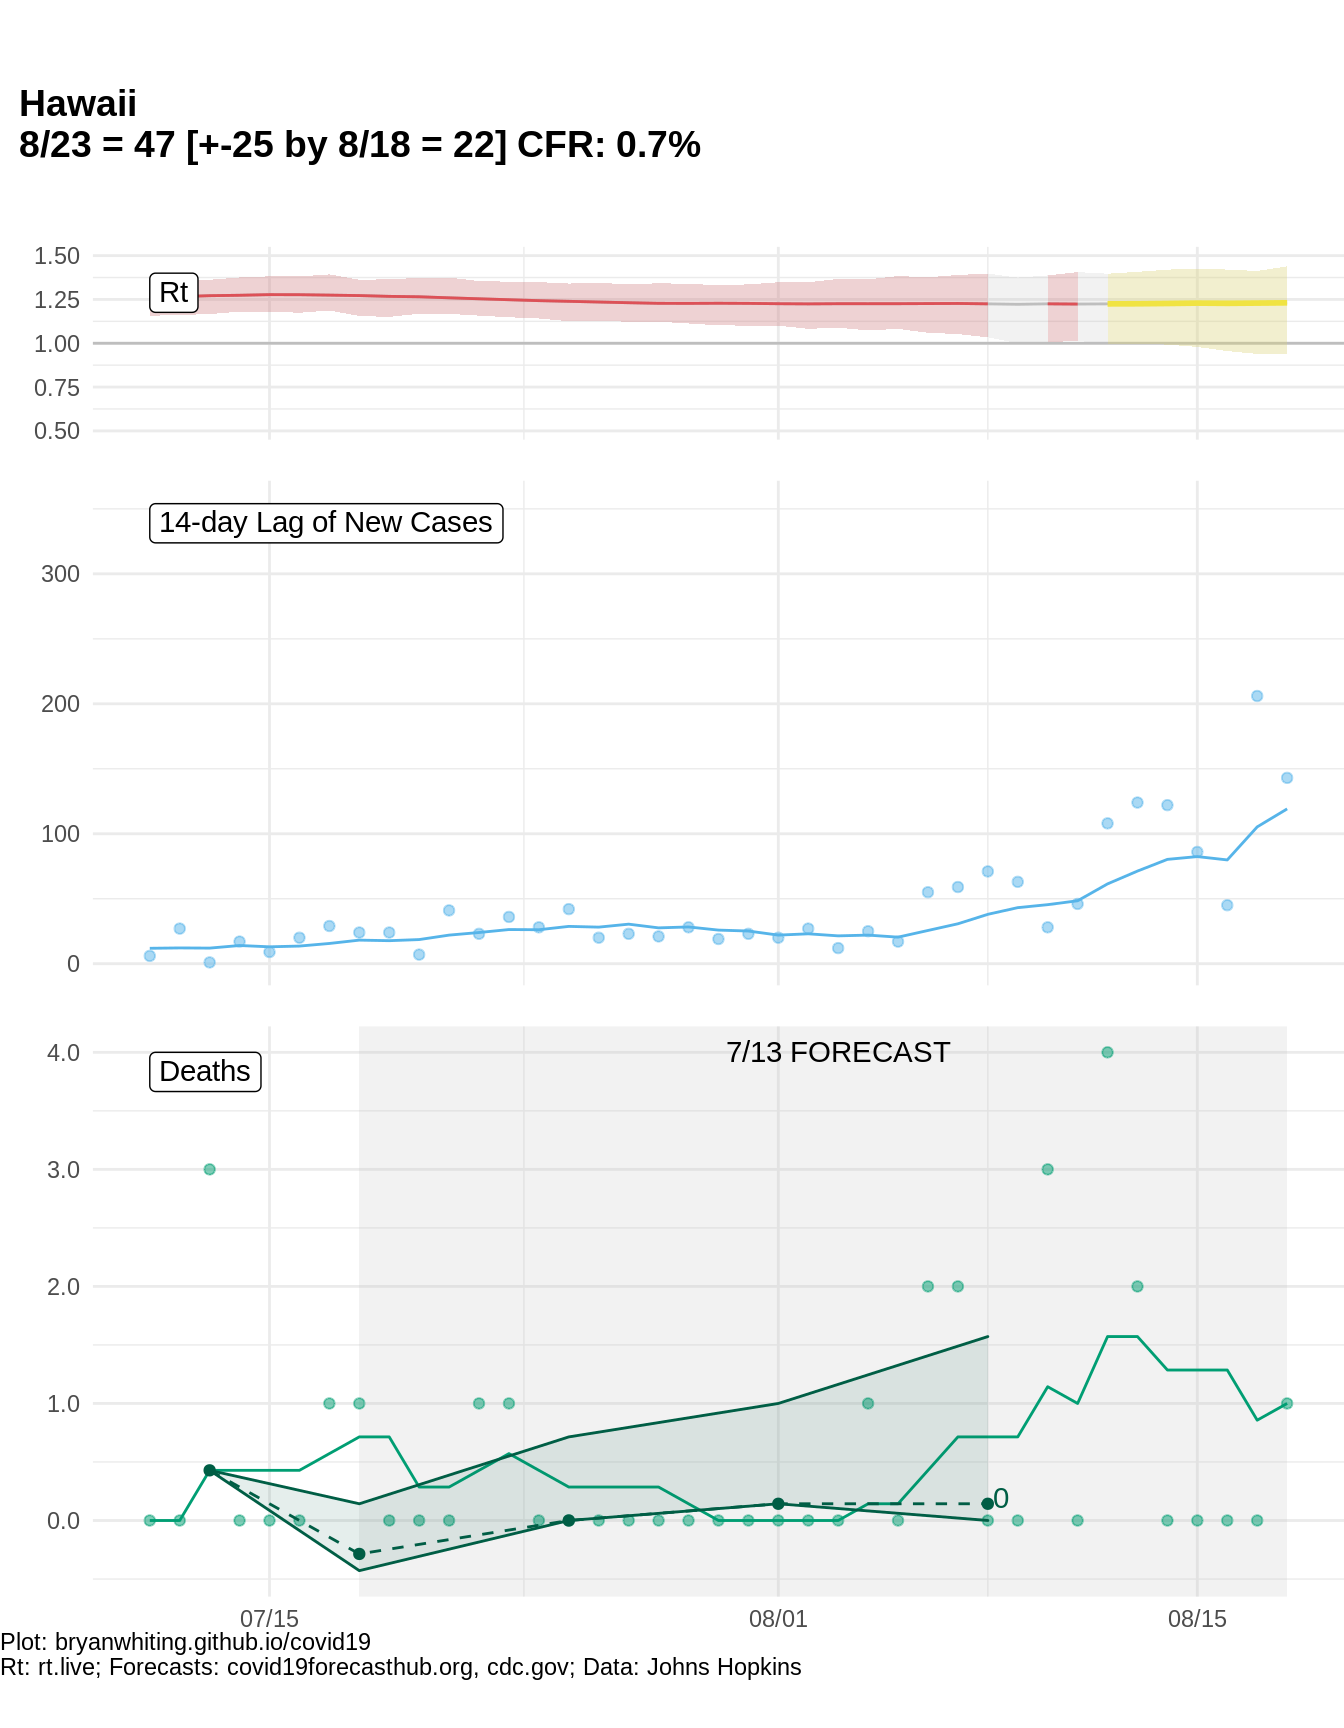 Hawaii
8/23 = 47 [+-25 by 8/18 = 22] CFR: 0.7%
1.50
Rt
1.25
1.00
0.75
0.50
14-day Lag of New Cases
300
200
100
0
7/13 FORECAST
4.0
Deaths
3.0
2.0
1.0
0
0.0
07/15
08/01
08/15
Plot: bryanwhiting.github.io/covid19
Rt: rt.live; Forecasts: covid19forecasthub.org, cdc.gov; Data: Johns Hopkins